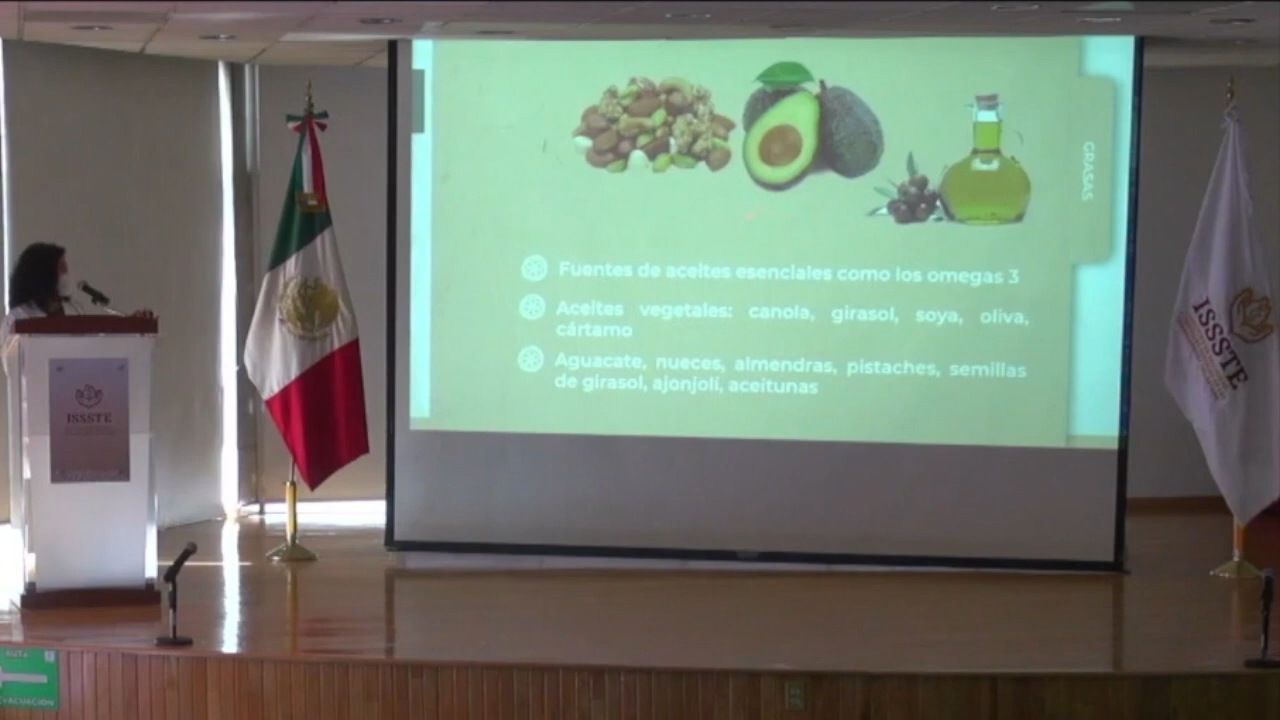 GRASAS
Fuentes de aceites esenciales como los omegas 3
Aceites vegetales: canola, girasol, soya, oliva,
cártamo
Aguacate, nueces, almendras, pistaches, semillas
de girasol, ajonjolí, aceitunas
ISSSTE
ISSSTE
RUTA
EVACUACIÓN